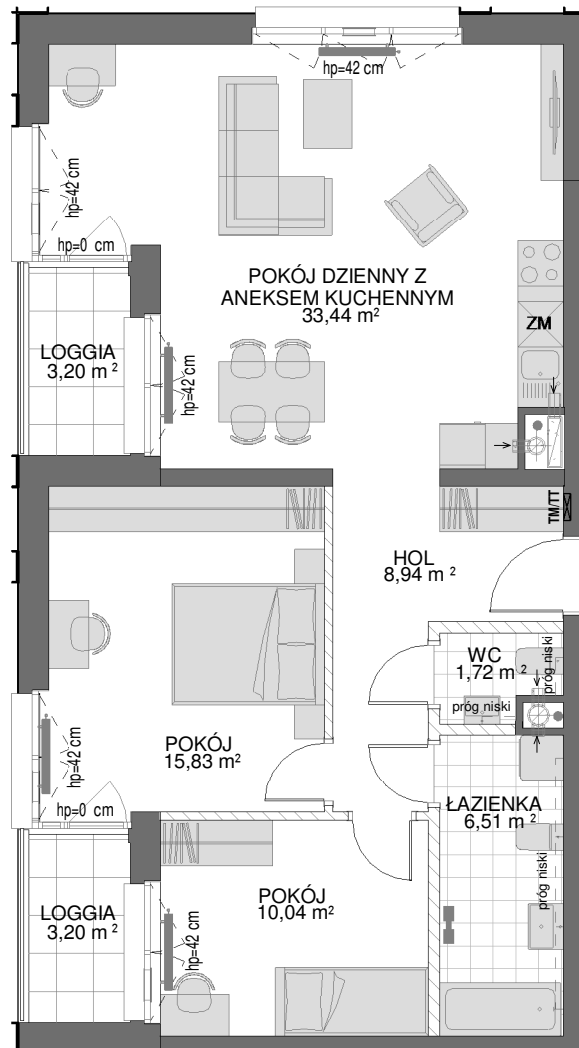 hp=42 cm
hp=42 cm
hp=0 cm
POKÓJ DZIENNY Z
ANEKSEM KUCHENNYM
33,44 m²
ZM
LOGGIA
3,20 m²
hp=42 cm
TM/TT
HOL
8,94 m²
WC
1,72 m²
próg niski
próg niski
POKÓJ
15,83 m²
hp=42 cm
hp=0 cm
ŁAZIENKA
6,51 m²
próg niski
POKÓJ
10,04 m²
LOGGIA
3,20 m²
hp=42 cm